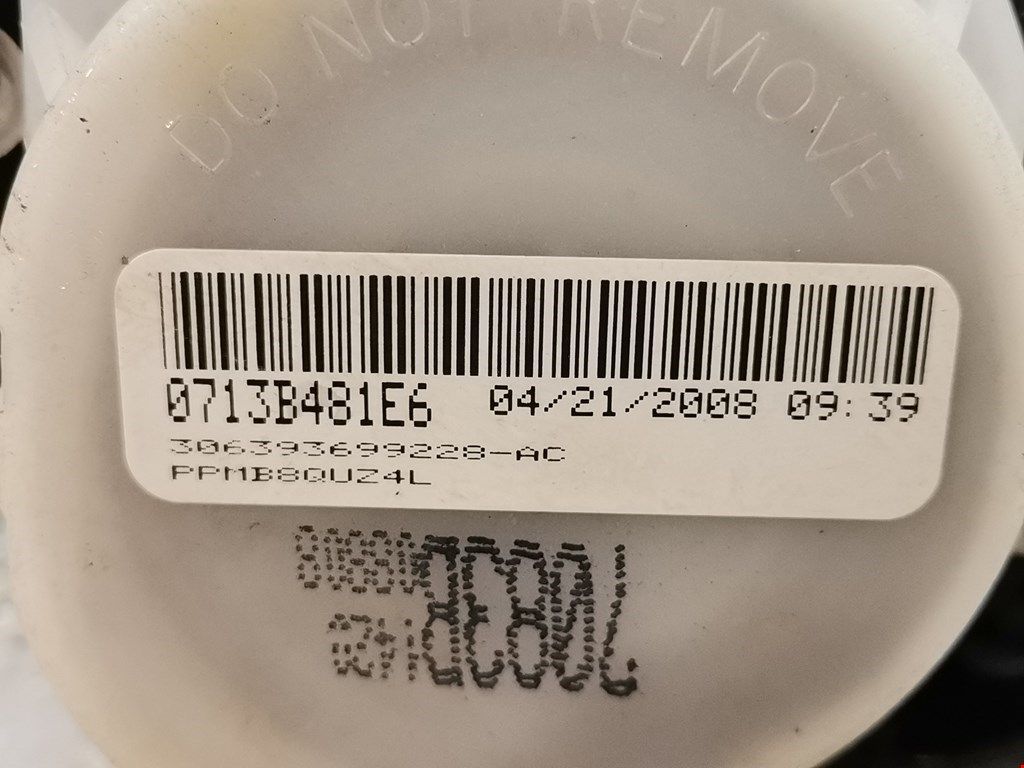 DO NOT REMOVE
0713B481E6 04/21/2008 09:39
306393699228-AC
PPMB8QUZ4L